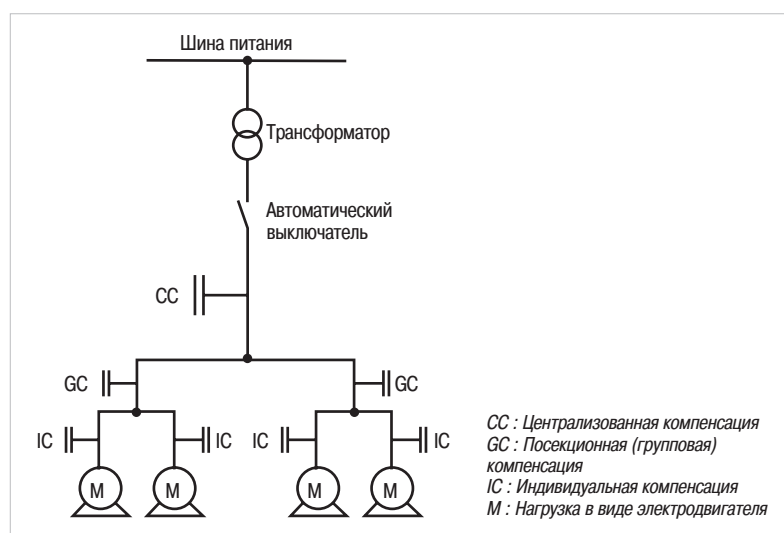 Шина питания
Трансформатор
Автоматический
выключатель
CC
GC
GC
IC
IC
IC
IC
M
M
M
M
CC : Централизованная компенсация
GC : Посекционная (групповая)
компенсация
IC : Индивидуальная компенсация
M : Нагрузка в виде электродвигателя